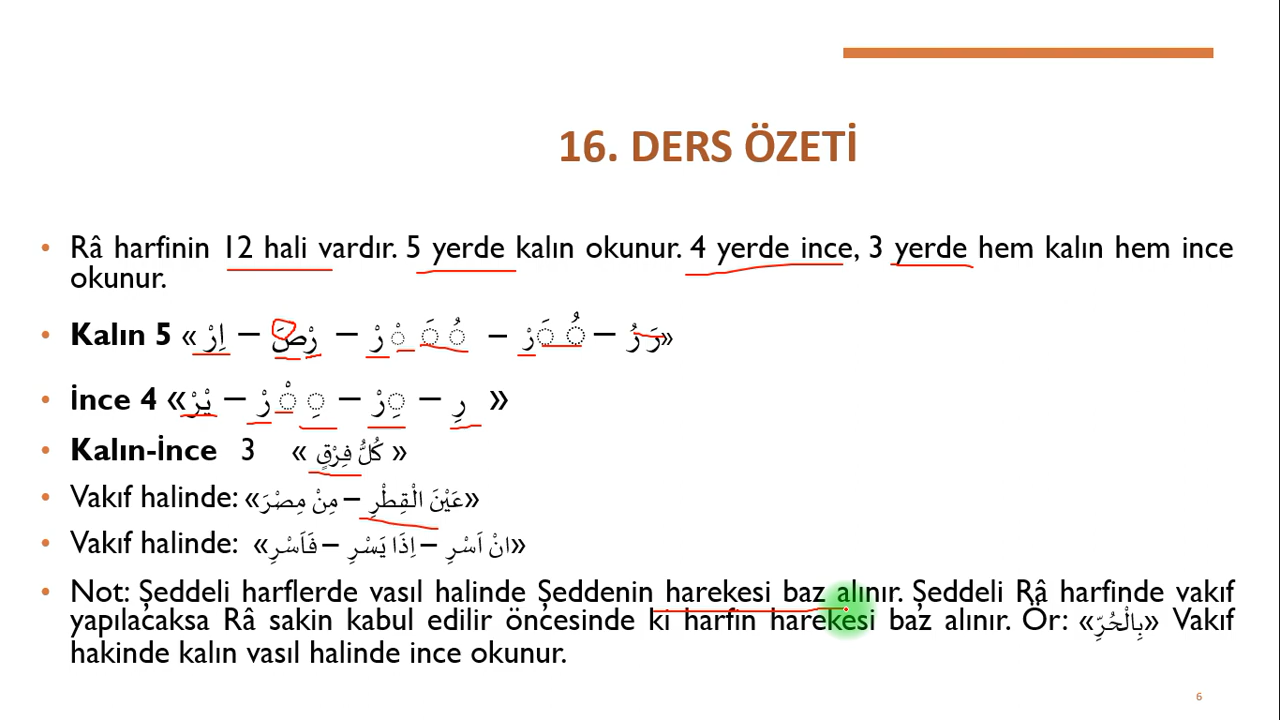 16. DERS ÖZETİ
• Râ harfinin 12 hali vardır. 5 yerde kalın okunur. 4 yerde ince, 3 yerde hem kalın hem ince
okunur.
• Kalın 5 « اِرْ – رْصَ – ◌ُ ◌َ ◌ْ رْ – ◌ُ ◌َرْ – رَ رُ»
• İnce 4 «يْرْ – ◌ِ ◌ْ رْ – ◌ِرْ – رِ »
• Kalın-İnce 3 « كُلُّ فِرْقٍ »
• Vakıf halinde: «عَيْنَ الْقِطْرِ – مِنْ مِصْرَ»
• Vakıf halinde: «انْ اَسْرِ – اِذَا يَسْرِ – فَاَسْرِ»
• Not: Şeddeli harflerde vasıl halinde Şeddenin harekesi baz alınır. Şeddeli Râ harfinde vakıf
yapılacaksa Râ sakin kabul edilir öncesinde ki harfin harekesi baz alınır. Ör: «بِالْحُرِّ» Vakıf
hakinde kalın vasıl halinde ince okunur.
6